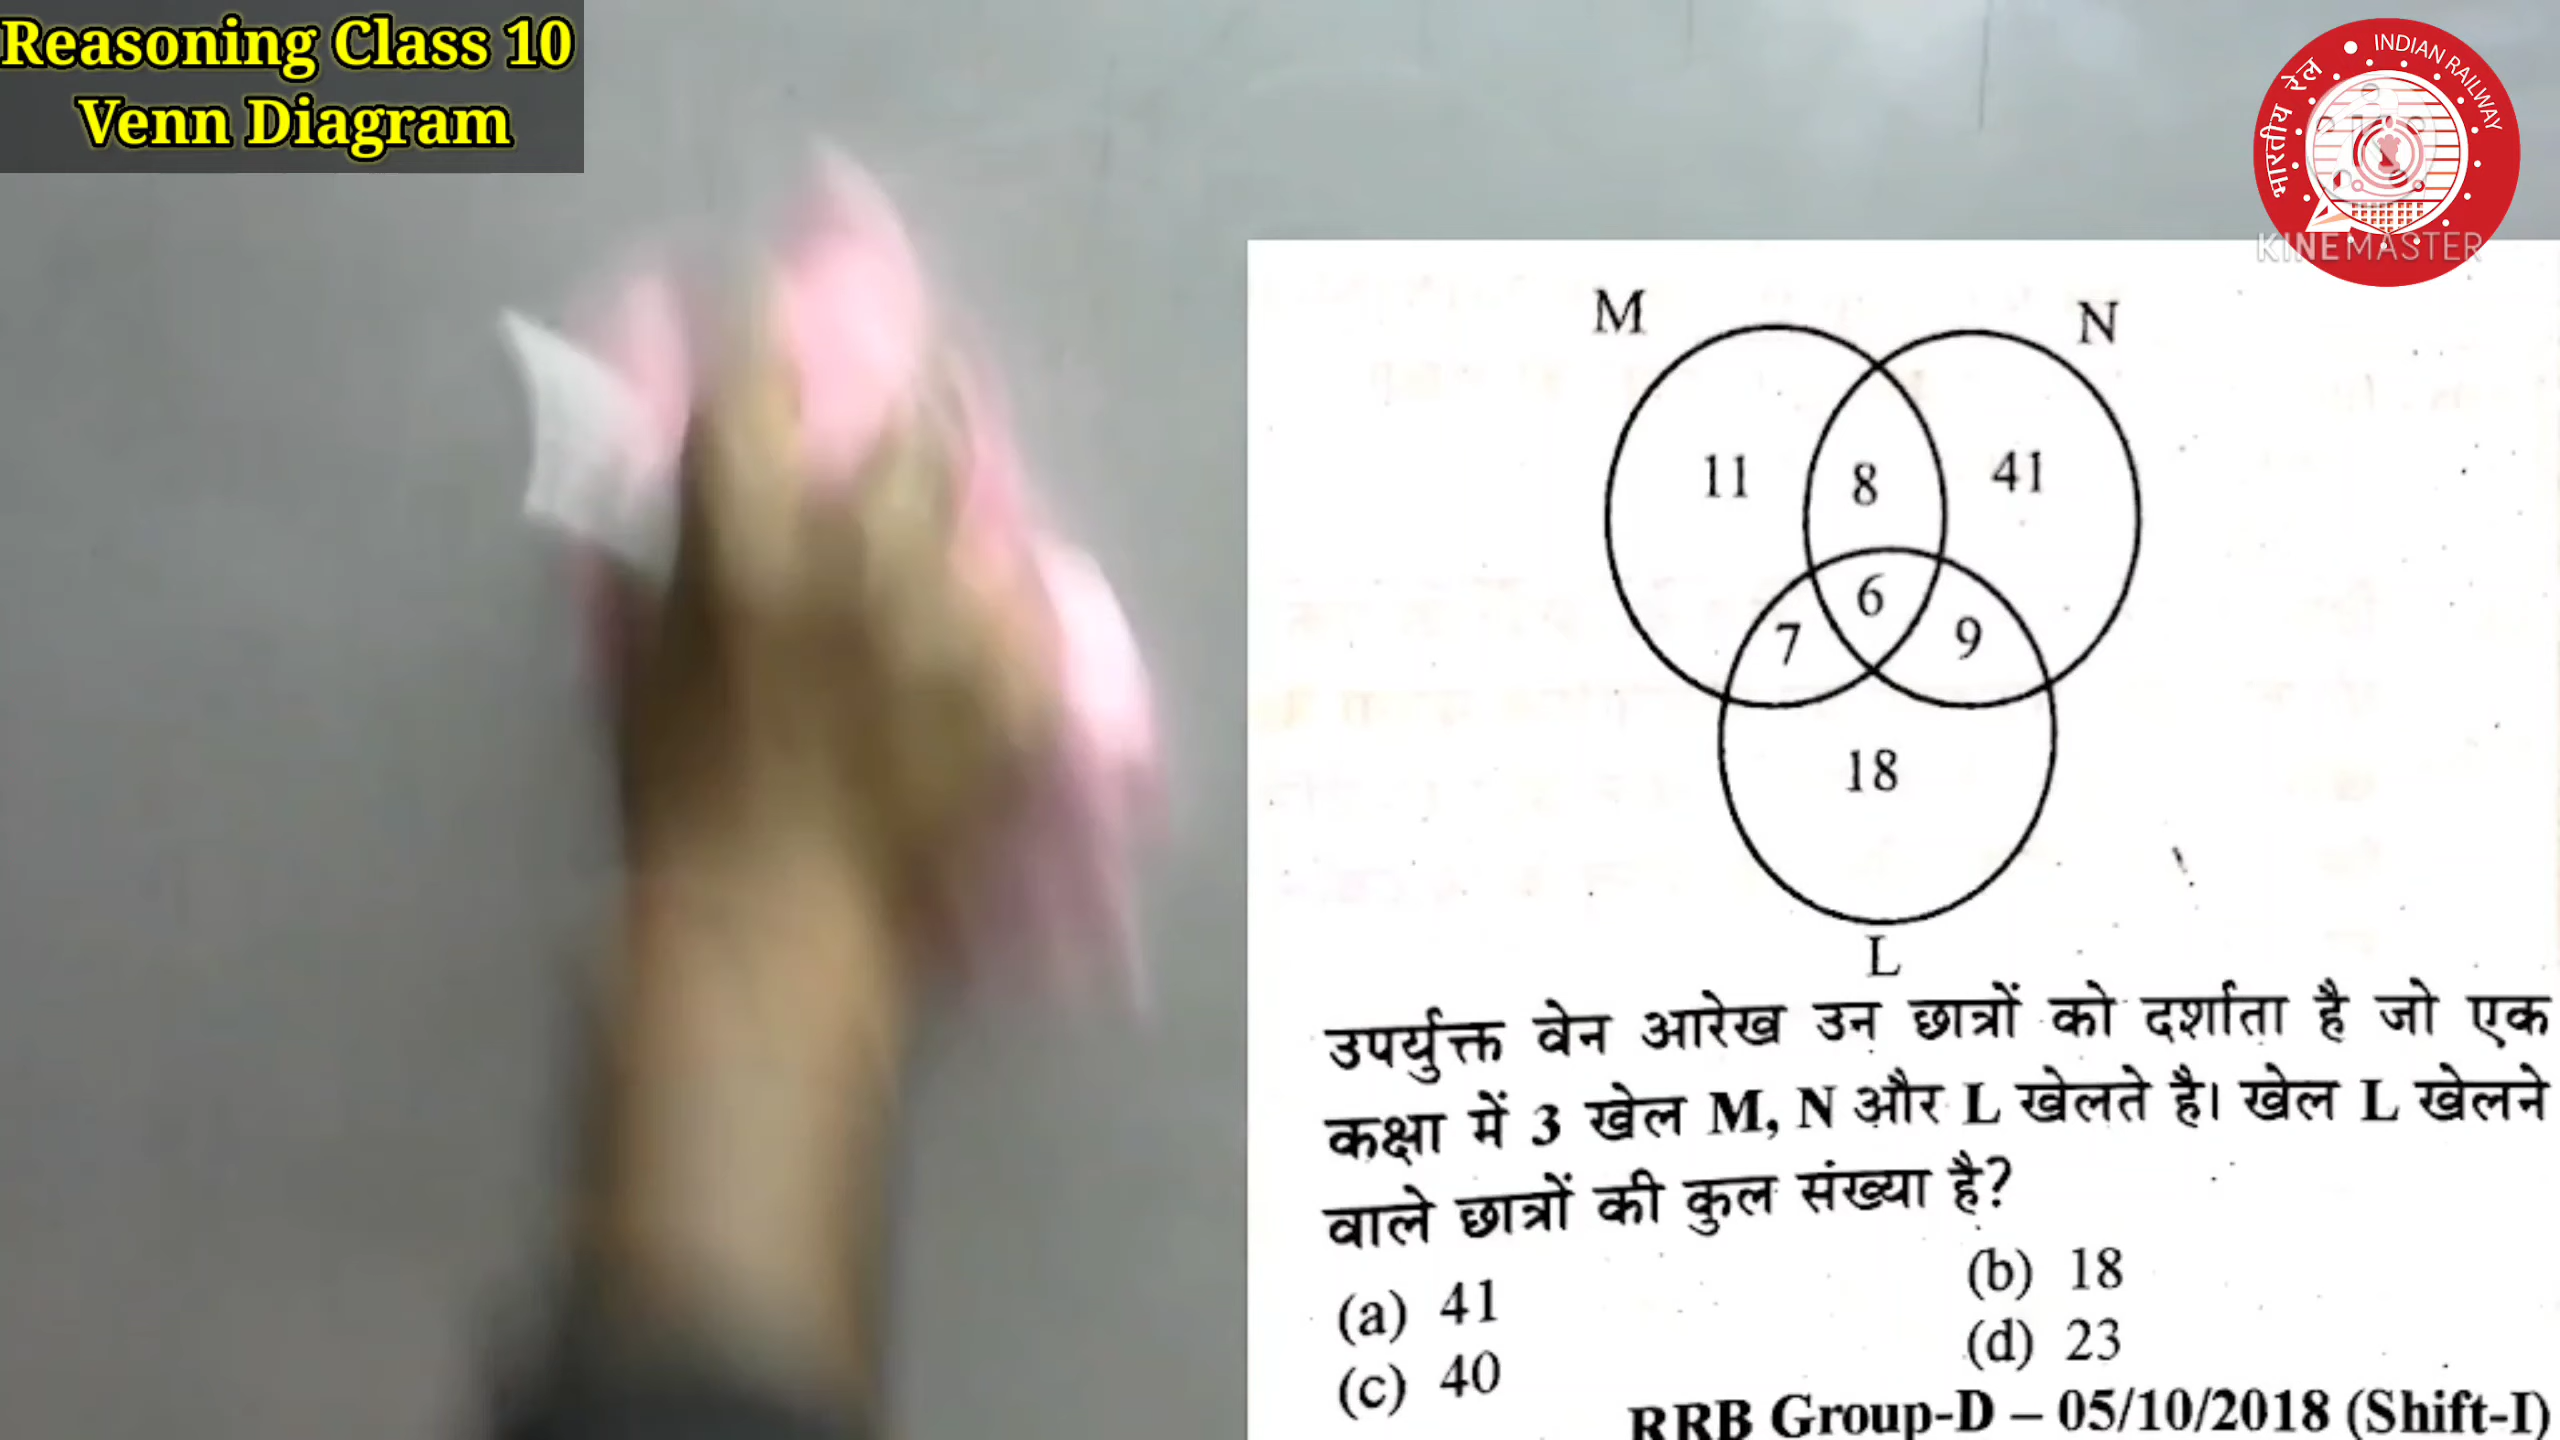 Reasoning Class 10
Venn Diagram
INDIAN RAILWAY
भारतीय रेल
KINEMASTER
M
N
11
8
41
6
7
9
18
L
उपर्युक्त वेन आरेख उन छात्रों को दर्शाता है जो एक
कक्षा में 3 खेल M, N और L खेलते है। खेल L खेलने
वाले छात्रों की कुल संख्या है?
(a) 41
(b) 18
(c) 40
(d) 23
RRB Group-D – 05/10/2018 (Shift-I)